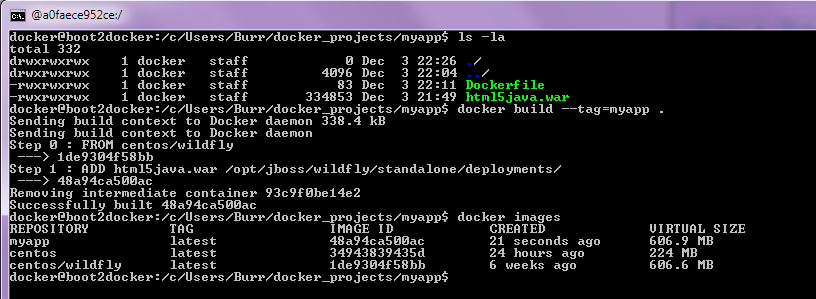 @a0faece952ce:/
docker@boot2docker:/c/Users/Burr/docker_projects/myapp$ ls -la
total 332
drwxrwxrwx 1 docker staff 0 Dec 3 22:26 ./
drwxrwxrwx 1 docker staff 4096 Dec 3 22:04 ../
-rwxrwxrwx 1 docker staff 83 Dec 3 22:11 Dockerfile
-rwxrwxrwx 1 docker staff 334853 Dec 3 21:49 html5java.war
docker@boot2docker:/c/Users/Burr/docker_projects/myapp$ docker build --tag=myapp .
Sending build context to Docker daemon 338.4 kB
Sending build context to Docker daemon
Step 0 : FROM centos/wildfly
---> 1de9304f58bb
Step 1 : ADD html5java.war /opt/jboss/wildfly/standalone/deployments/
---> 48a94ca500ac
Removing intermediate container 93c9f0be14e2
Successfully built 48a94ca500ac
docker@boot2docker:/c/Users/Burr/docker_projects/myapp$ docker images
REPOSITORY TAG IMAGE ID CREATED VIRTUAL SIZE
myapp latest 48a94ca500ac 21 seconds ago 606.9 MB
centos latest 34943839435d 24 hours ago 224 MB
centos/wildfly latest 1de9304f58bb 6 weeks ago 606.6 MB
docker@boot2docker:/c/Users/Burr/docker_projects/myapp$